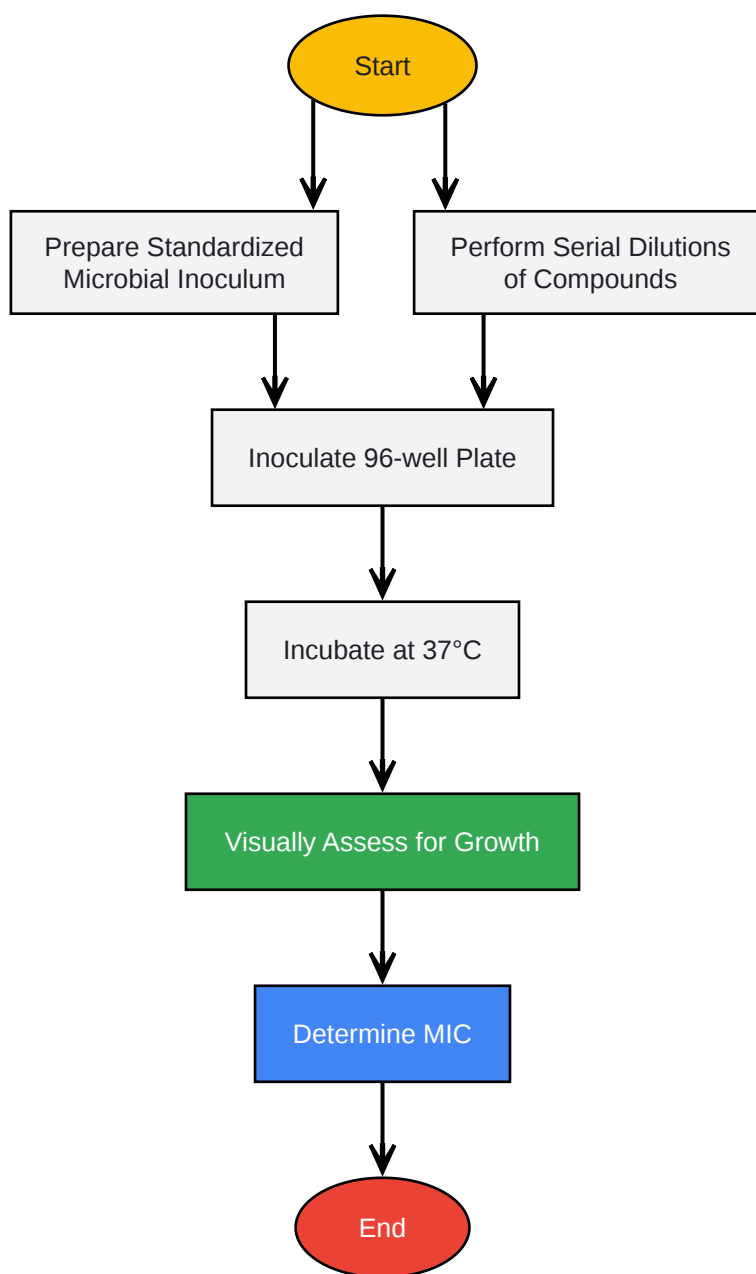 Start
Prepare Standardized
Microbial Inoculum
Perform Serial Dilutions
of Compounds
Inoculate 96-well Plate
Incubate at 37°C
Visually Assess for Growth
Determine MIC
End